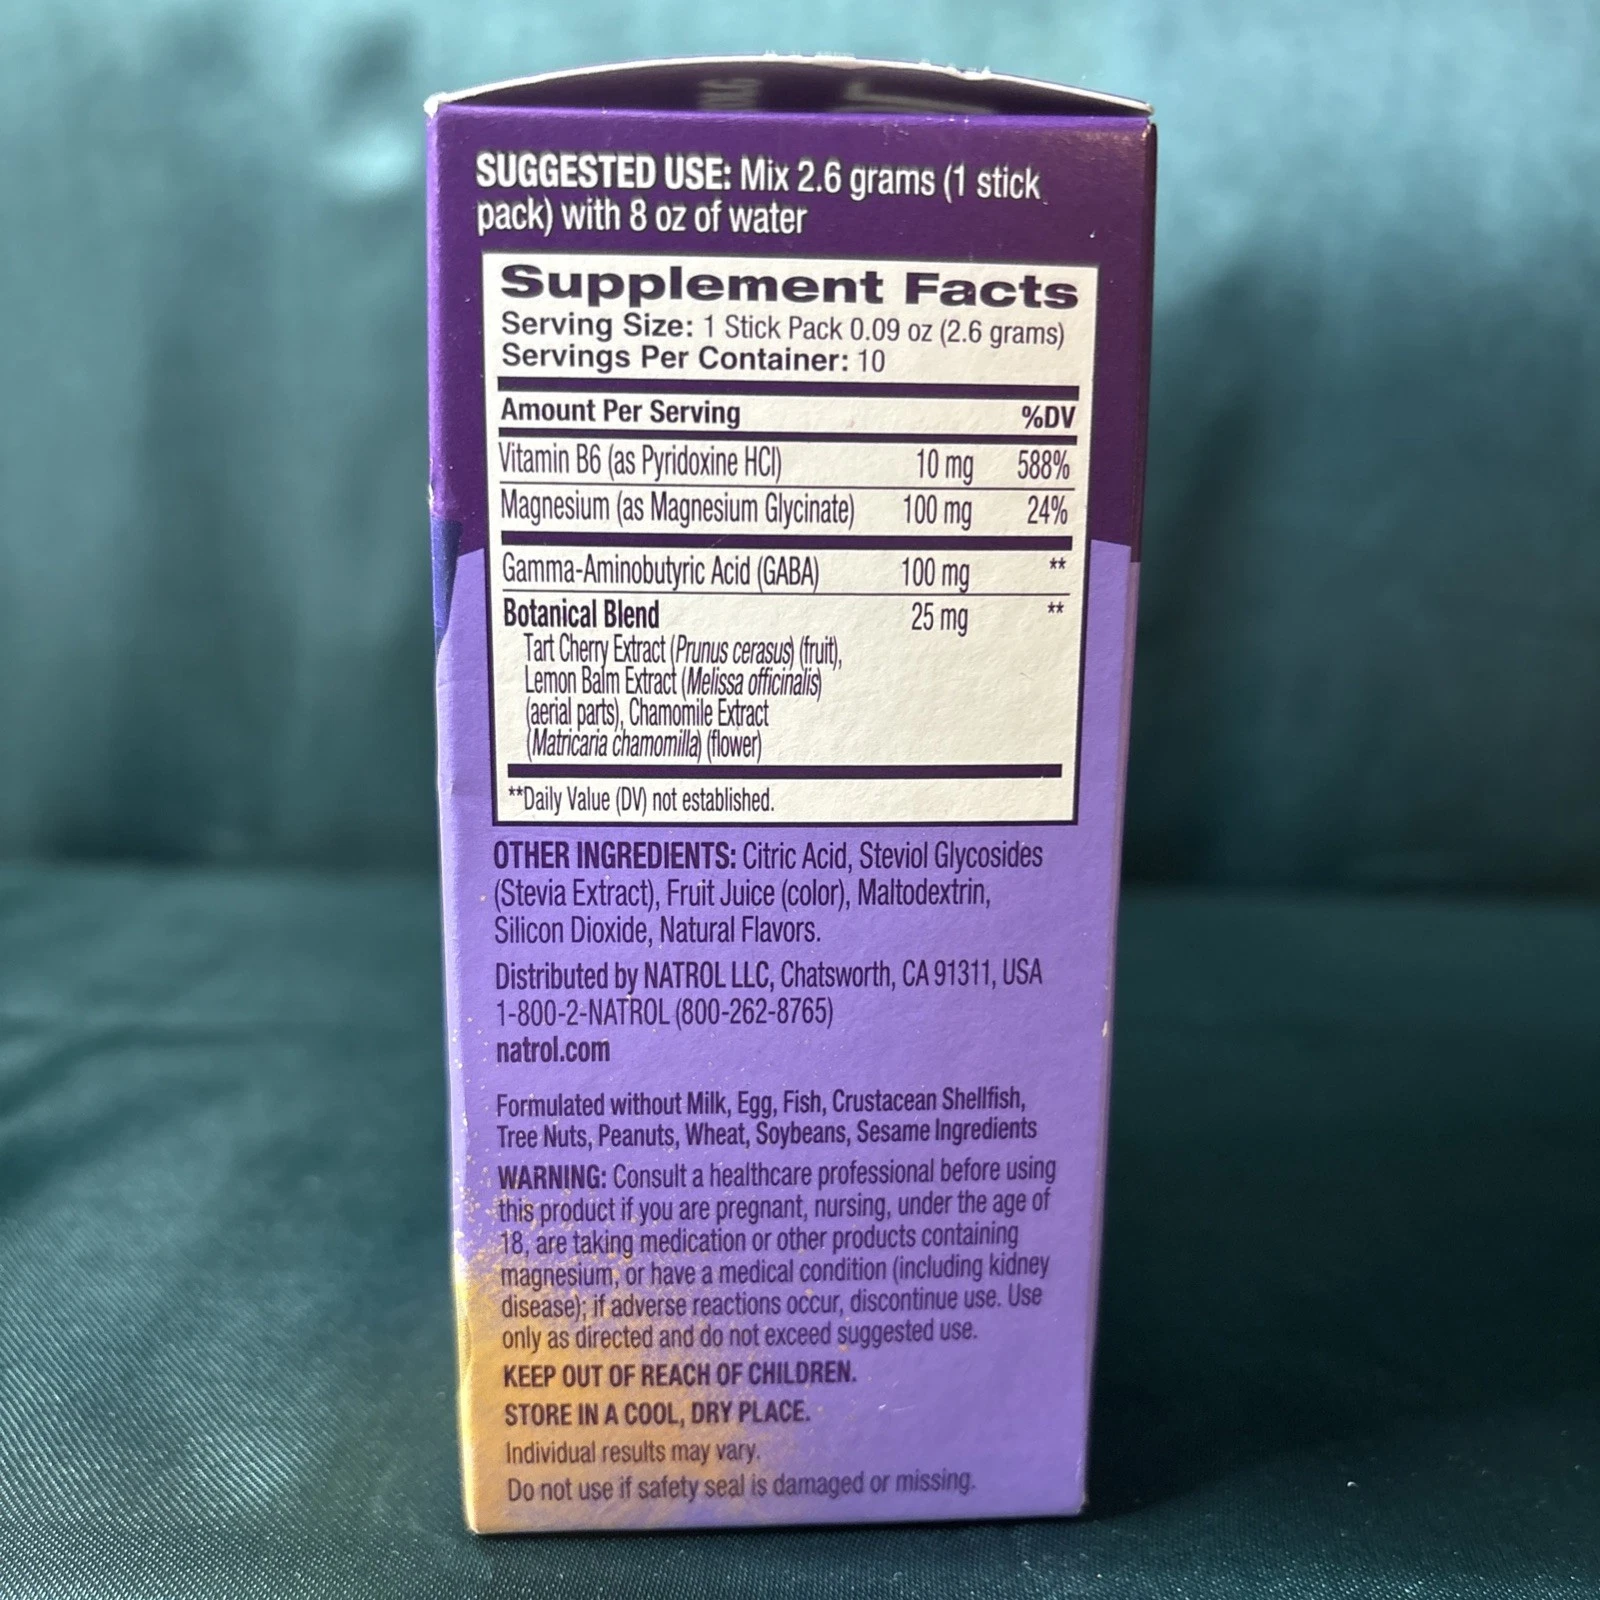 SUGGESTED USE: Mix 2.6 grams (1 stick
pack) with 8 oz of water
Supplement Facts
Serving Size: 1 Stick Pack 0.09 oz (2.6 grams)
Servings Per Container: 10
Amount Per Serving %DV
Vitamin B6 (as Pyridoxine HCl) 10 mg 588%
Magnesium (as Magnesium Glycinate) 100 mg 24%
Gamma-Aminobutyric Acid (GABA) 100 mg **
Botanical Blend 25 mg **
Tart Cherry Extract (Prunus cerasus) (fruit),
Lemon Balm Extract (Melissa officinalis)
(aerial parts), Chamomile Extract
(Matricaria chamomilla) (flower)
**Daily Value (DV) not established.
OTHER INGREDIENTS: Citric Acid, Steviol Glycosides
(Stevia Extract), Fruit Juice (color), Maltodextrin,
Silicon Dioxide, Natural Flavors.
Distributed by NATROL LLC, Chatsworth, CA 91311, USA
1-800-2-NATROL (800-262-8765)
natrol.com
Formulated without Milk, Egg, Fish, Crustacean Shellfish,
Tree Nuts, Peanuts, Wheat, Soybeans, Sesame Ingredients
WARNING: Consult a healthcare professional before using
this product if you are pregnant, nursing, under the age of
18, are taking medication or other products containing
magnesium, or have a medical condition (including kidney
disease); if adverse reactions occur, discontinue use. Use
only as directed and do not exceed suggested use.
KEEP OUT OF REACH OF CHILDREN.
STORE IN A COOL, DRY PLACE.
Individual results may vary.
Do not use if safety seal is damaged or missing.